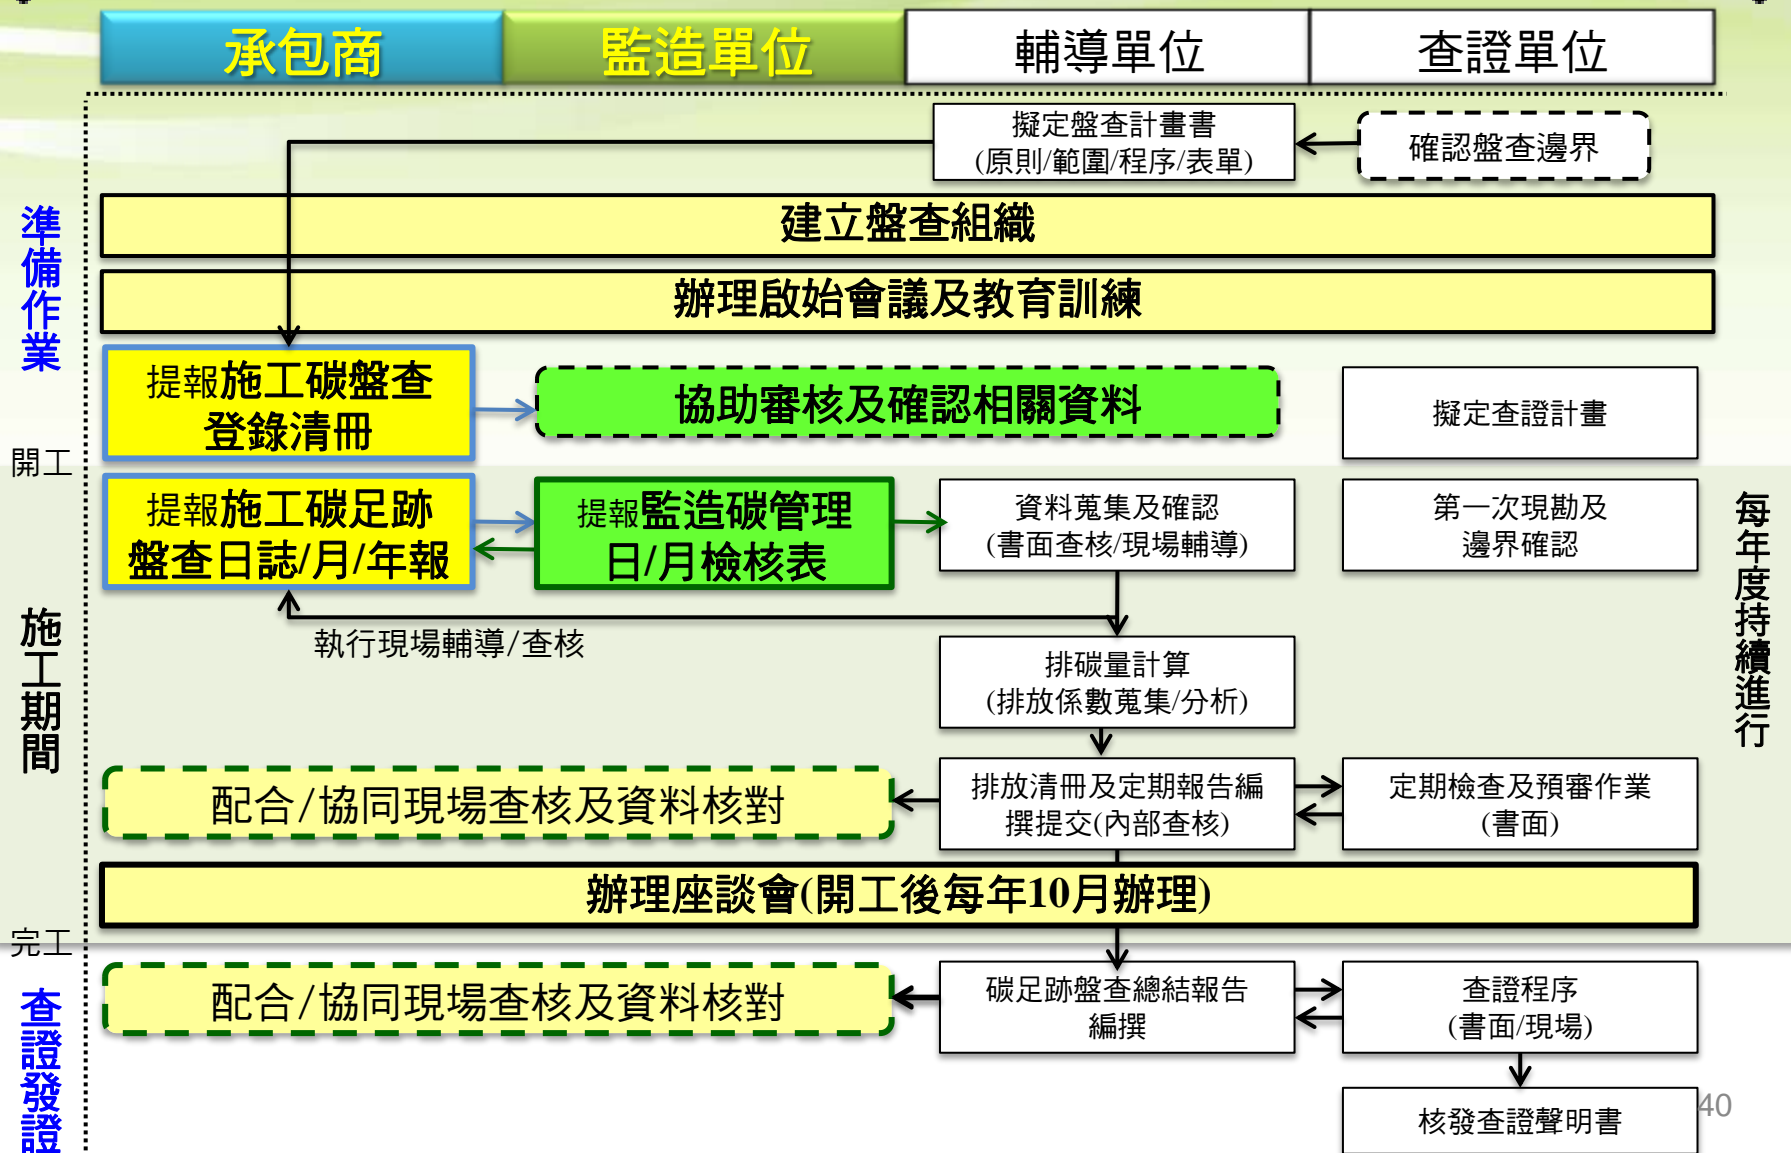 承包商
監造單位
輔導單位
查證單位
擬定盤查計畫書
(原則/範圍/程序/表單)
確認盤查邊界
準備作業
建立盤查組織
辦理啟始會議及教育訓練
提報施工碳盤查
登錄清冊
協助審核及確認相關資料
擬定查證計畫
開工
提報施工碳足跡
盤查日誌/月/年報
提報監造碳管理
日/月檢核表
資料蒐集及確認
(書面查核/現場輔導)
第一次現勘及
邊界確認
每年度持續進行
施工期間
執行現場輔導/查核
排碳量計算
(排放係數蒐集/分析)
配合/協同現場查核及資料核對
排放清冊及定期報告編
撰提交(內部查核)
定期檢查及預審作業
(書面)
辦理座談會(開工後每年10月辦理)
完工
查證發證
配合/協同現場查核及資料核對
碳足跡盤查總結報告
編撰
查證程序
(書面/現場)
核發查證聲明書
40